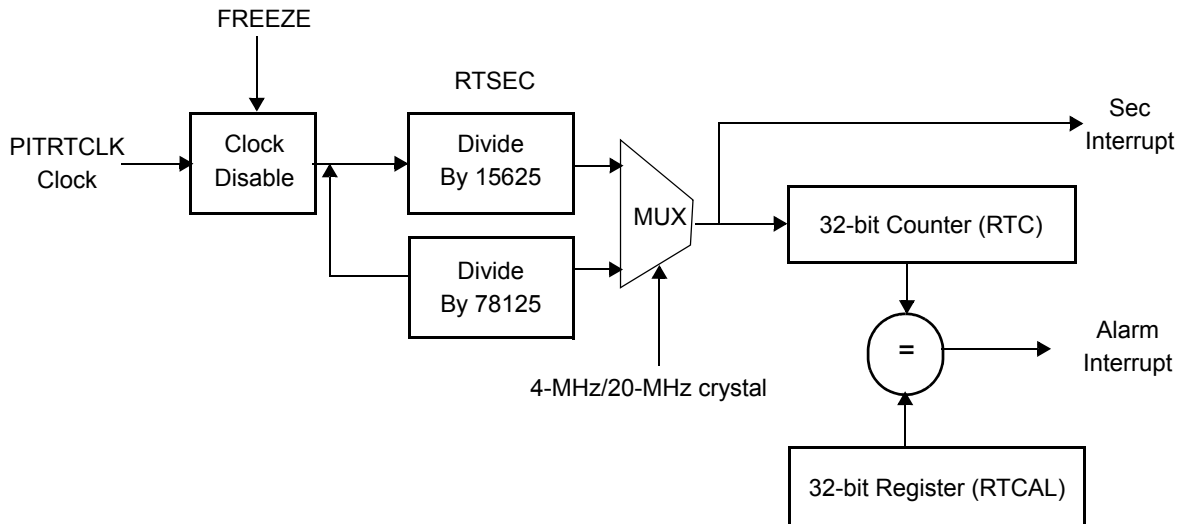 FREEZE
RTSEC
PITRTCLK
Clock
Clock
Disable
Divide
By 15625
Divide
By 78125
MUX
4-MHz/20-MHz crystal
Sec
Interrupt
32-bit Counter (RTC)
=
Alarm
Interrupt
32-bit Register (RTCAL)